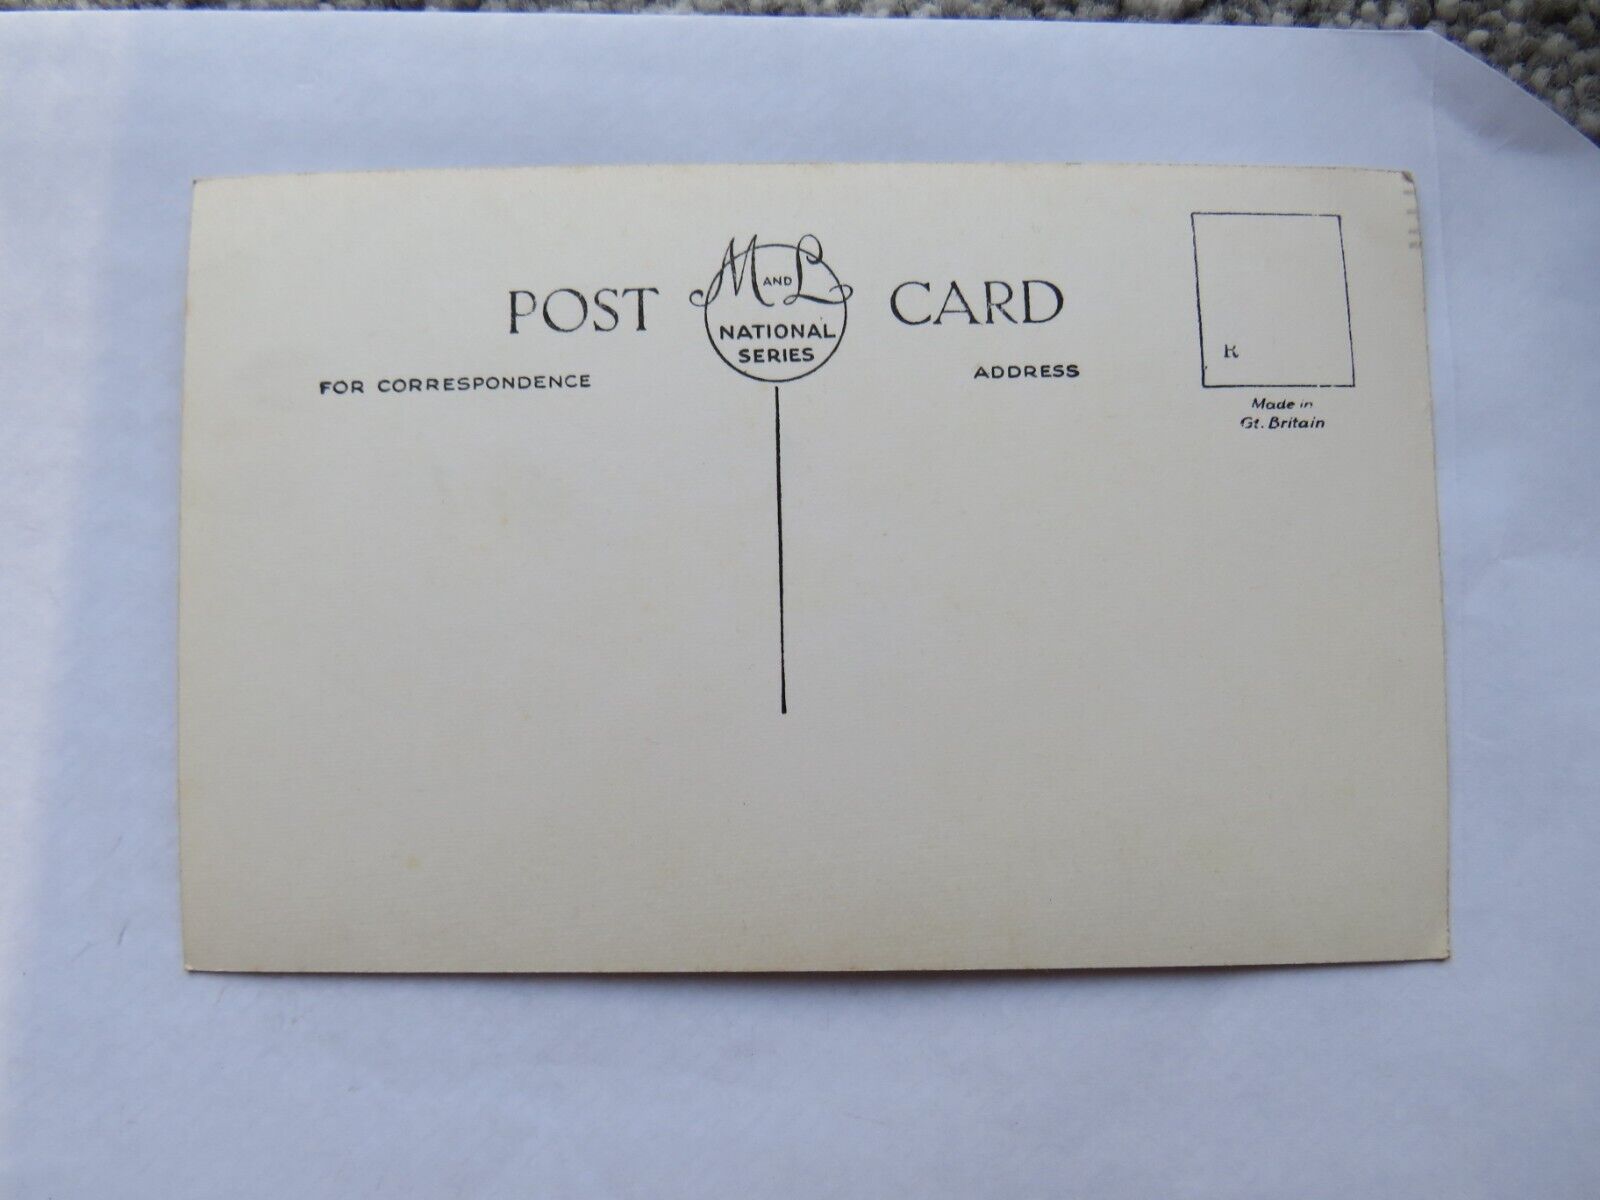 POST CARD
M AND L
NATIONAL
SERIES
FOR CORRESPONDENCE
ADDRESS
R
Made in
Gt. Britain